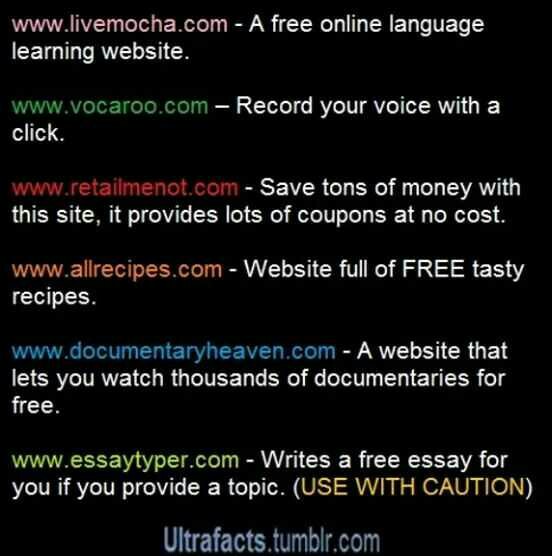 www.livemocha.com - A free online language
learning website.
www.vocaroo.com – Record your voice with a
click.
www.retailmenot.com - Save tons of money with
this site, it provides lots of coupons at no cost.
www.allrecipes.com - Website full of FREE tasty
recipes.
www.documentaryheaven.com - A website that
lets you watch thousands of documentaries for
free.
www.essaytyper.com - Writes a free essay for
you if you provide a topic. (USE WITH CAUTION)
Ultrafacts.tumblr.com